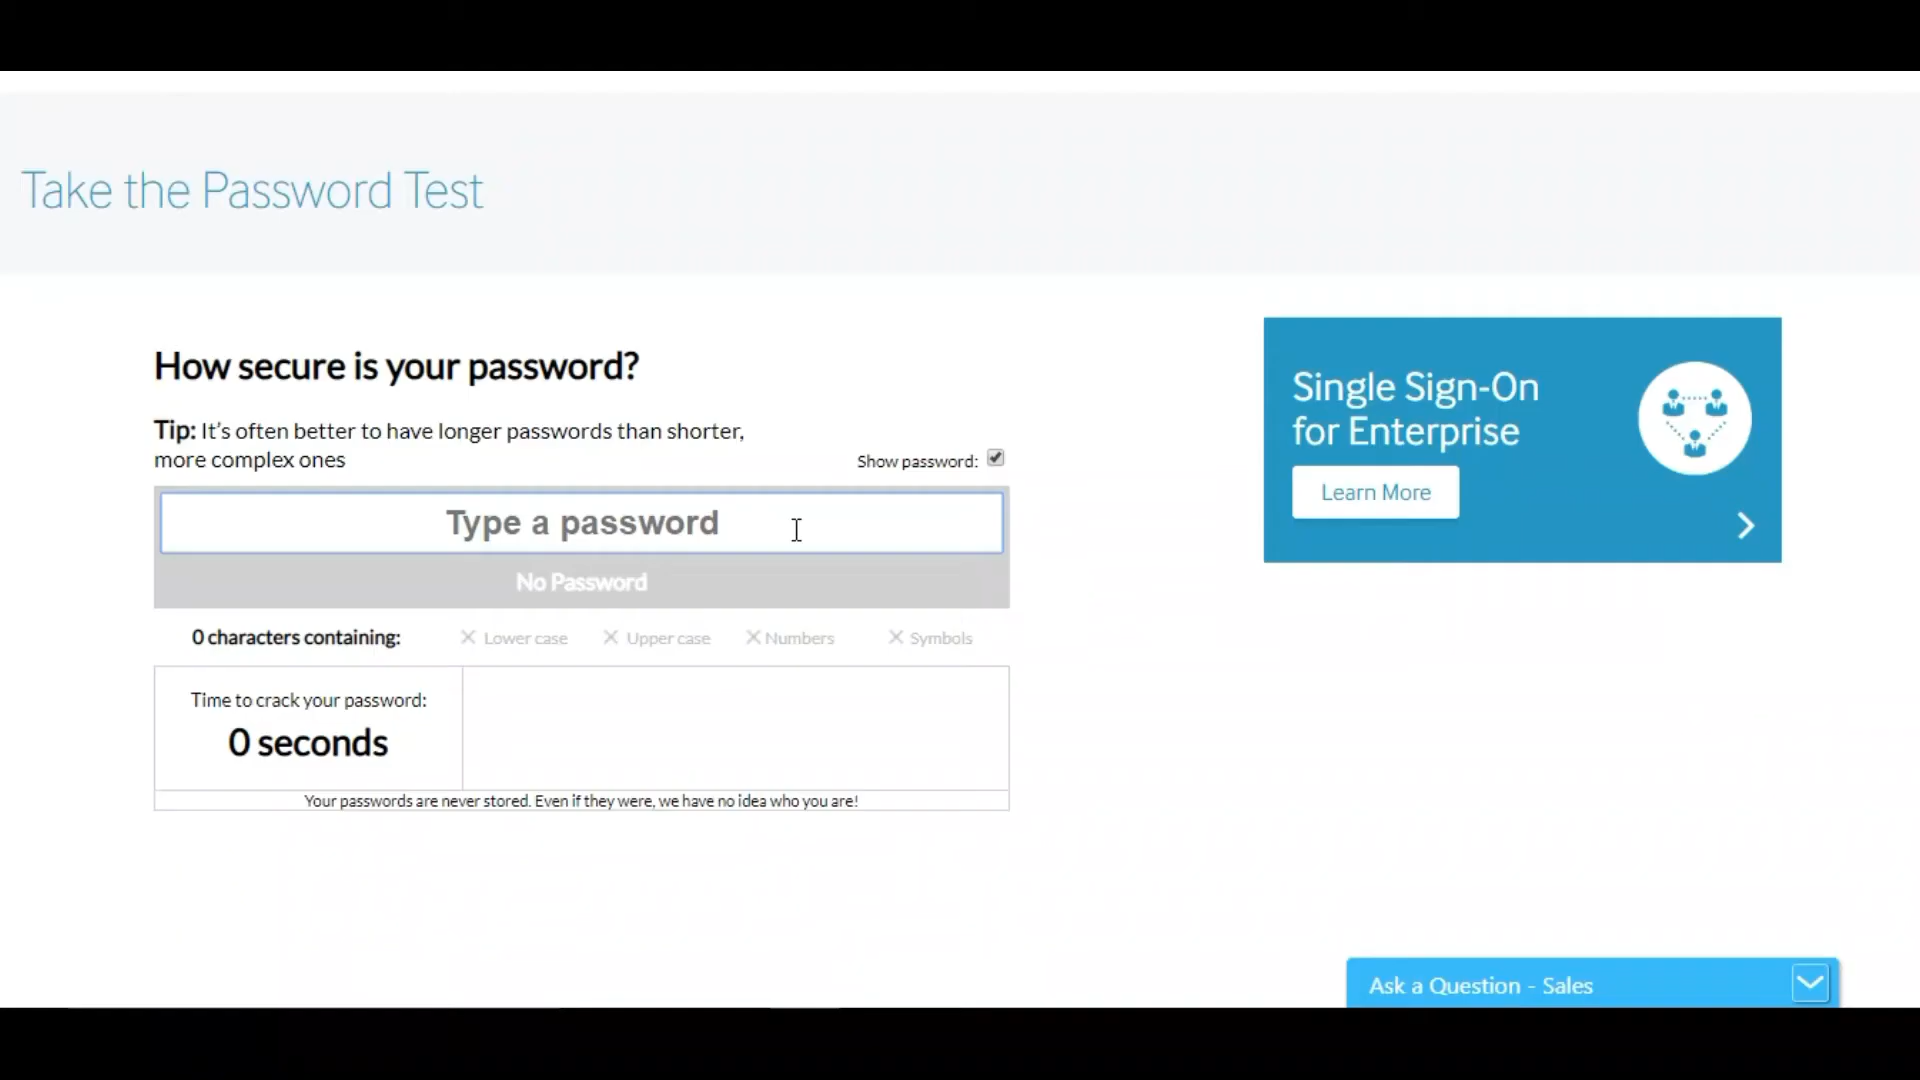 Take the Password Test
How secure is your password?
Tip: It's often better to have longer passwords than shorter,
more complex ones
Show password:
Type a password
No Password
0 characters containing:
Lower case
Upper case
Numbers
Symbols
Time to crack your password:
0 seconds
Your passwords are never stored. Even if they were, we have no idea who you are!
Single Sign-On
for Enterprise
Learn More
Ask a Question - Sales